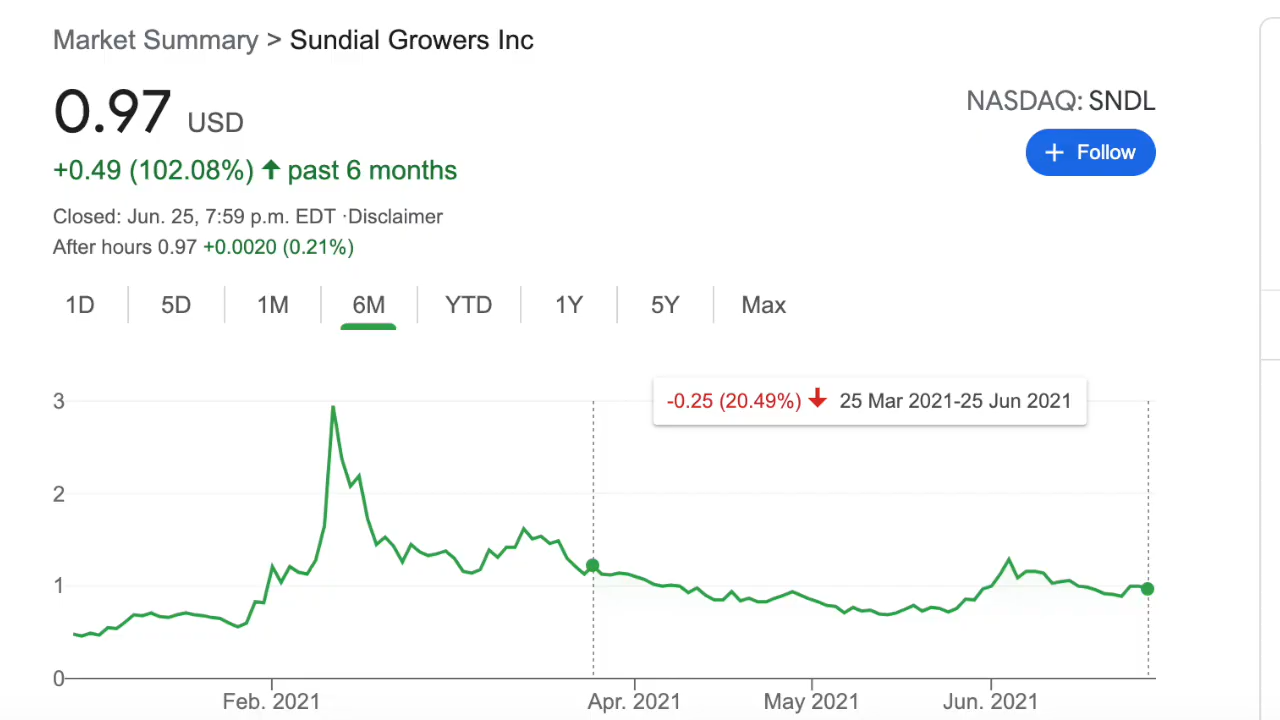 Market Summary > Sundial Growers Inc
0.97 USD
NASDAQ: SNDL
+ Follow
+0.49 (102.08%) ↑ past 6 months
Closed: Jun. 25, 7:59 p.m. EDT ·Disclaimer
After hours 0.97 +0.0020 (0.21%)
1D 5D 1M 6M YTD 1Y 5Y Max
-0.25 (20.49%) ↓ 25 Mar 2021-25 Jun 2021
3
2
1
0
Feb. 2021 Apr. 2021 May 2021 Jun. 2021